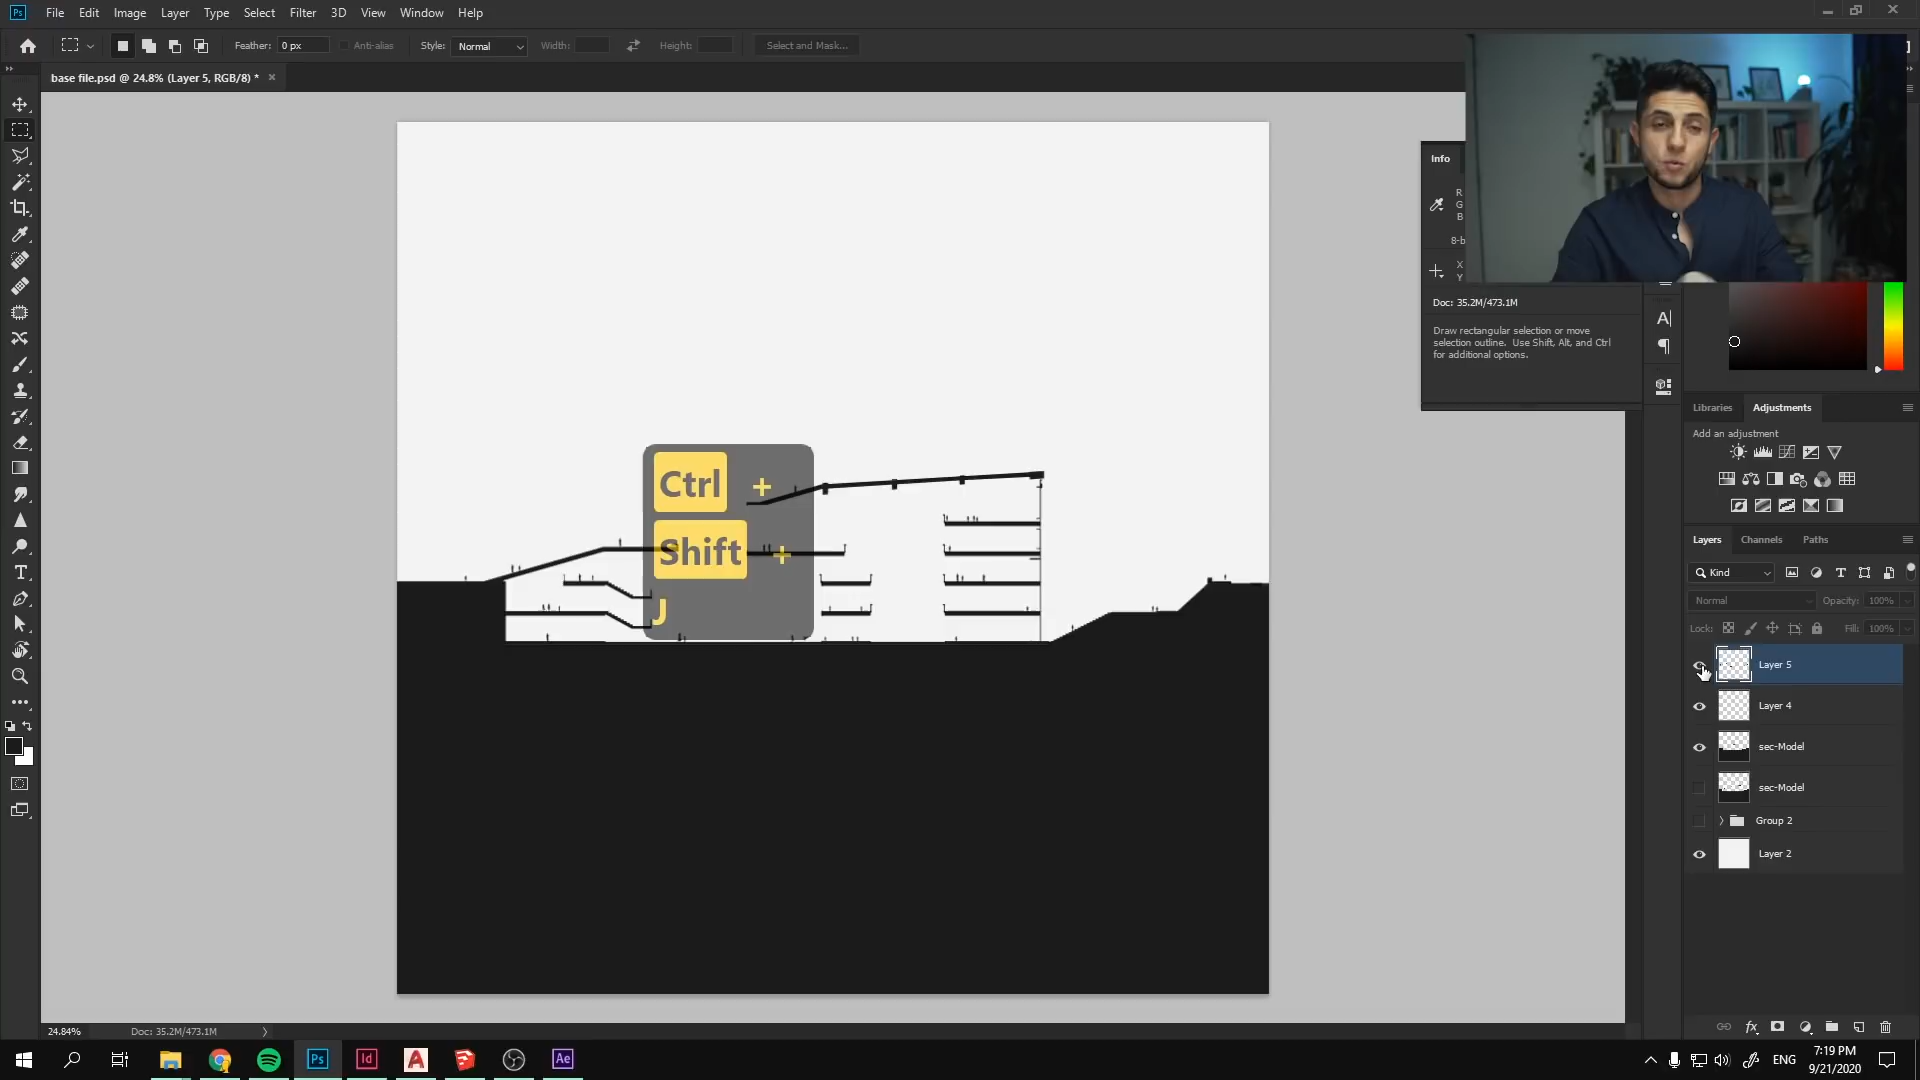 Ps File Edit Image Layer Type Select Filter 3D View Window Help
Feather: 0 px Anti-alias Style: Normal Width: Height: Select and Mask...
base file.psd @ 24.8% (Layer 5, RGB/8) *
Info
R
G
B
8-b
X
Y
Doc: 35.2M/473.1M
Draw rectangular selection or move
selection outline. Use Shift, Alt, and Ctrl
for additional options.
Libraries Adjustments
Add an adjustment
Layers Channels Paths
Kind
Normal Opacity: 100%
Lock: Fill: 100%
Layer 5
Layer 4
sec-Model
sec-Model
Group 2
Layer 2
Ctrl +
Shift +
J
24.84% Doc: 35.2M/473.1M
Ps Id A Ae
ENG
7:19 PM
9/21/2020